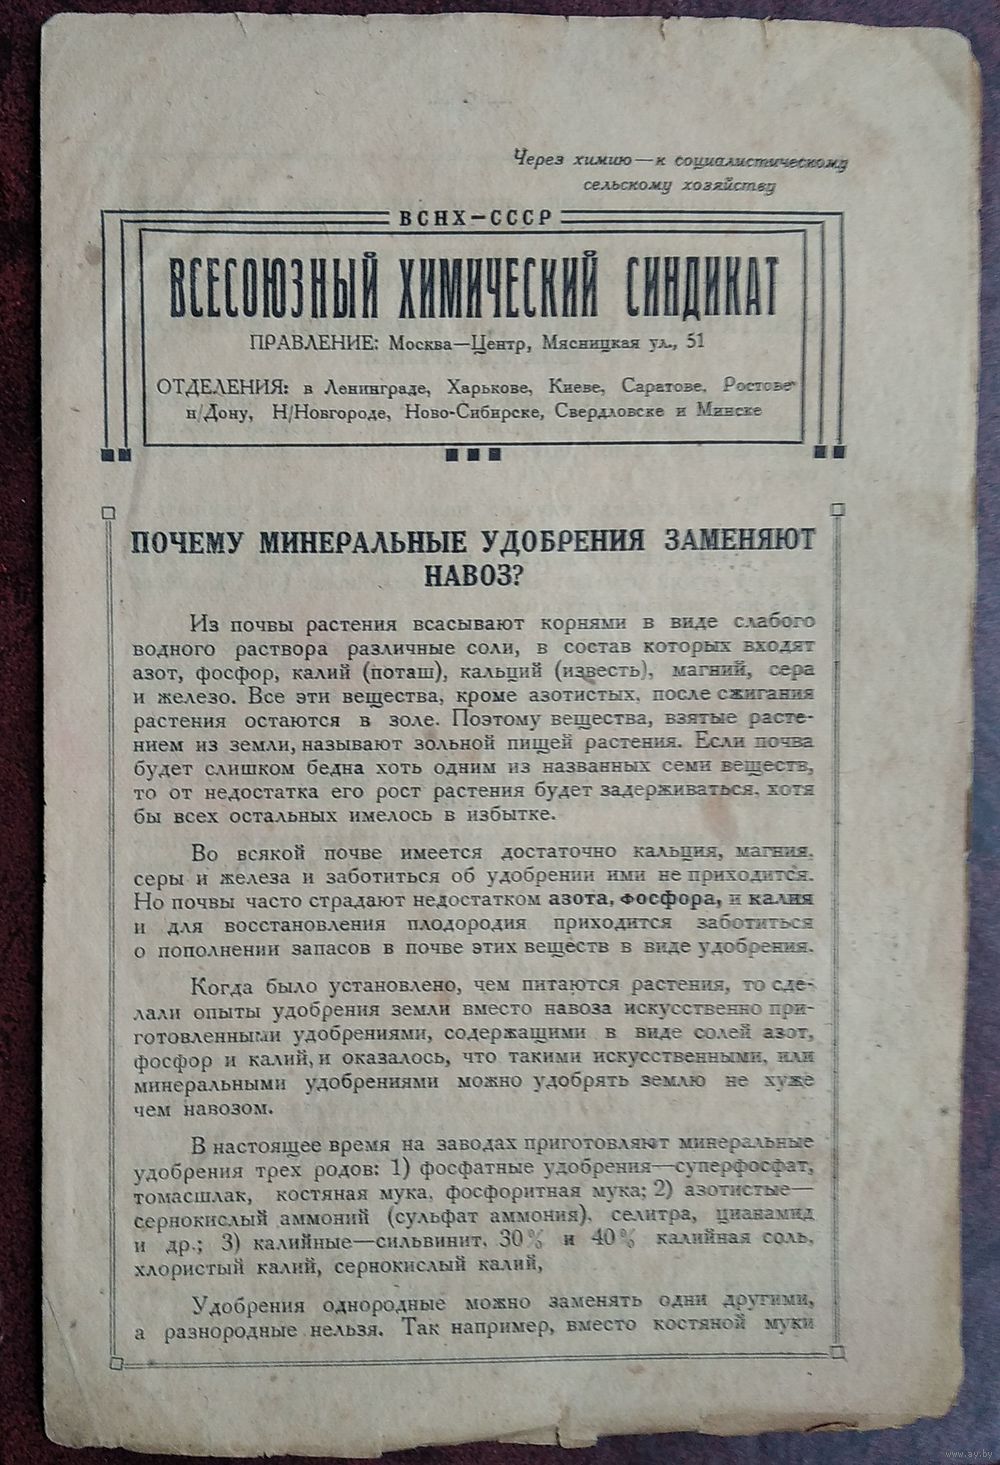 Через химию—к социалистическому
сельскому хозяйству
ВСНХ—СССР
ВСЕСОЮЗНЫЙ ХИМИЧЕСКИЙ СИНДИКАТ
ПРАВЛЕНИЕ: Москва—Центр, Мясницкая ул., 51
ОТДЕЛЕНИЯ: в Ленинграде, Харькове, Киеве, Саратове, Ростове
н/Дону, Н/Новгороде, Ново-Сибирске, Свердловске и Минске
ПОЧЕМУ МИНЕРАЛЬНЫЕ УДОБРЕНИЯ ЗАМЕНЯЮТ
НАВОЗ?
Из почвы растения всасывают корнями в виде слабого
водного раствора различные соли, в состав которых входят
азот, фосфор, калий (поташ), кальций (известь), магний, сера
и железо. Все эти вещества, кроме азотистых, после сжигания
растения остаются в золе. Поэтому вещества, взятые расте-
нием из земли, называют зольной пищей растения. Если почва
будет слишком бедна хоть одним из названных семи веществ,
то от недостатка его рост растения будет задерживаться, хотя
бы всех остальных имелось в избытке.
Во всякой почве имеется достаточно кальция, магния,
серы и железа и заботиться об удобрении ими не приходится.
Но почвы часто страдают недостатком азота, фосфора, и калия
и для восстановления плодородия приходится заботиться
о пополнении запасов в почве этих веществ в виде удобрения.
Когда было установлено, чем питаются растения, то сде-
лали опыты удобрения земли вместо навоза искусственно при-
готовленными удобрениями, содержащими в виде солей азот,
фосфор и калий, и оказалось, что такими искусственными, или
минеральными удобрениями можно удобрять землю не хуже
чем навозом.
В настоящее время на заводах приготовляют минеральные
удобрения трех родов: 1) фосфатные удобрения—суперфосфат,
томасшлак, костяная мука, фосфоритная мука; 2) азотистые—
сернокислый аммоний (сульфат аммония), селитра, цианамид
и др.; 3) калийные—сильвинит, 30% и 40% калийная соль,
хлористый калий, сернокислый калий,
Удобрения однородные можно заменять одни другими,
а разнородные нельзя. Так например, вместо костяной муки
www.ay.by